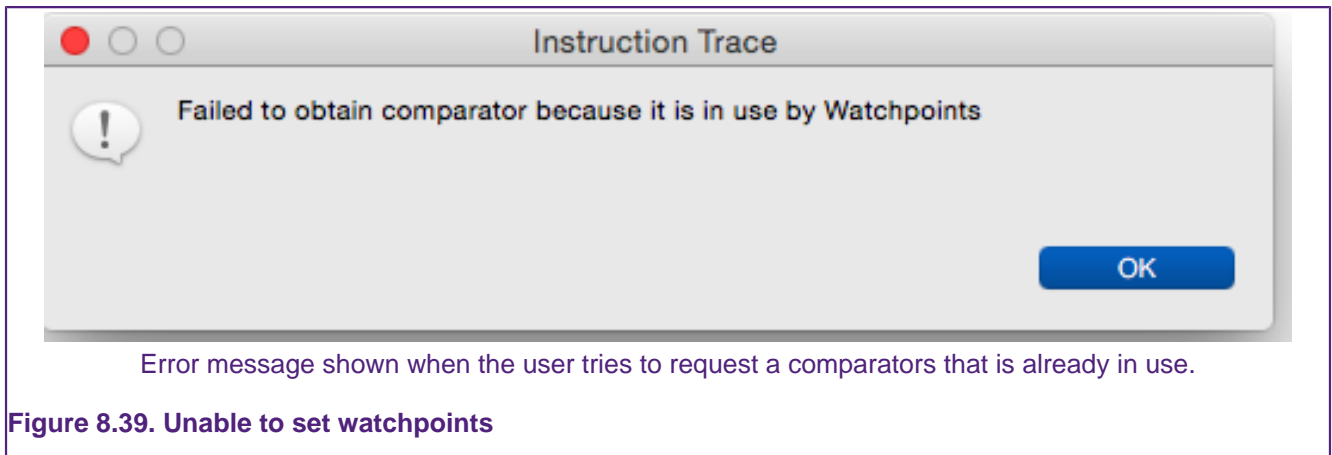 Instruction Trace
Failed to obtain comparator because it is in use by Watchpoints
OK
Error message shown when the user tries to request a comparators that is already in use.
Figure 8.39. Unable to set watchpoints